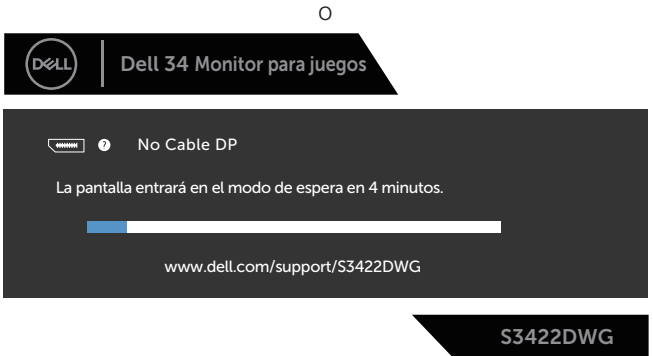 O
DELL
Dell 34 Monitor para juegos
? No Cable DP
La pantalla entrará en el modo de espera en 4 minutos.
www.dell.com/support/S3422DWG
S3422DWG